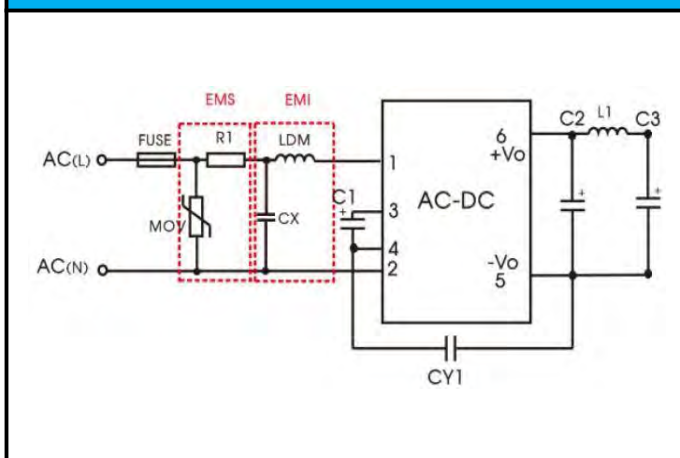 EMS EMI
FUSE R1 LDM
AC(L)
MOV CX
AC(N)
C1
1
3
4
2
AC-DC
6
+Vo
-Vo
5
C2 L1 C3
+ + +
CY1